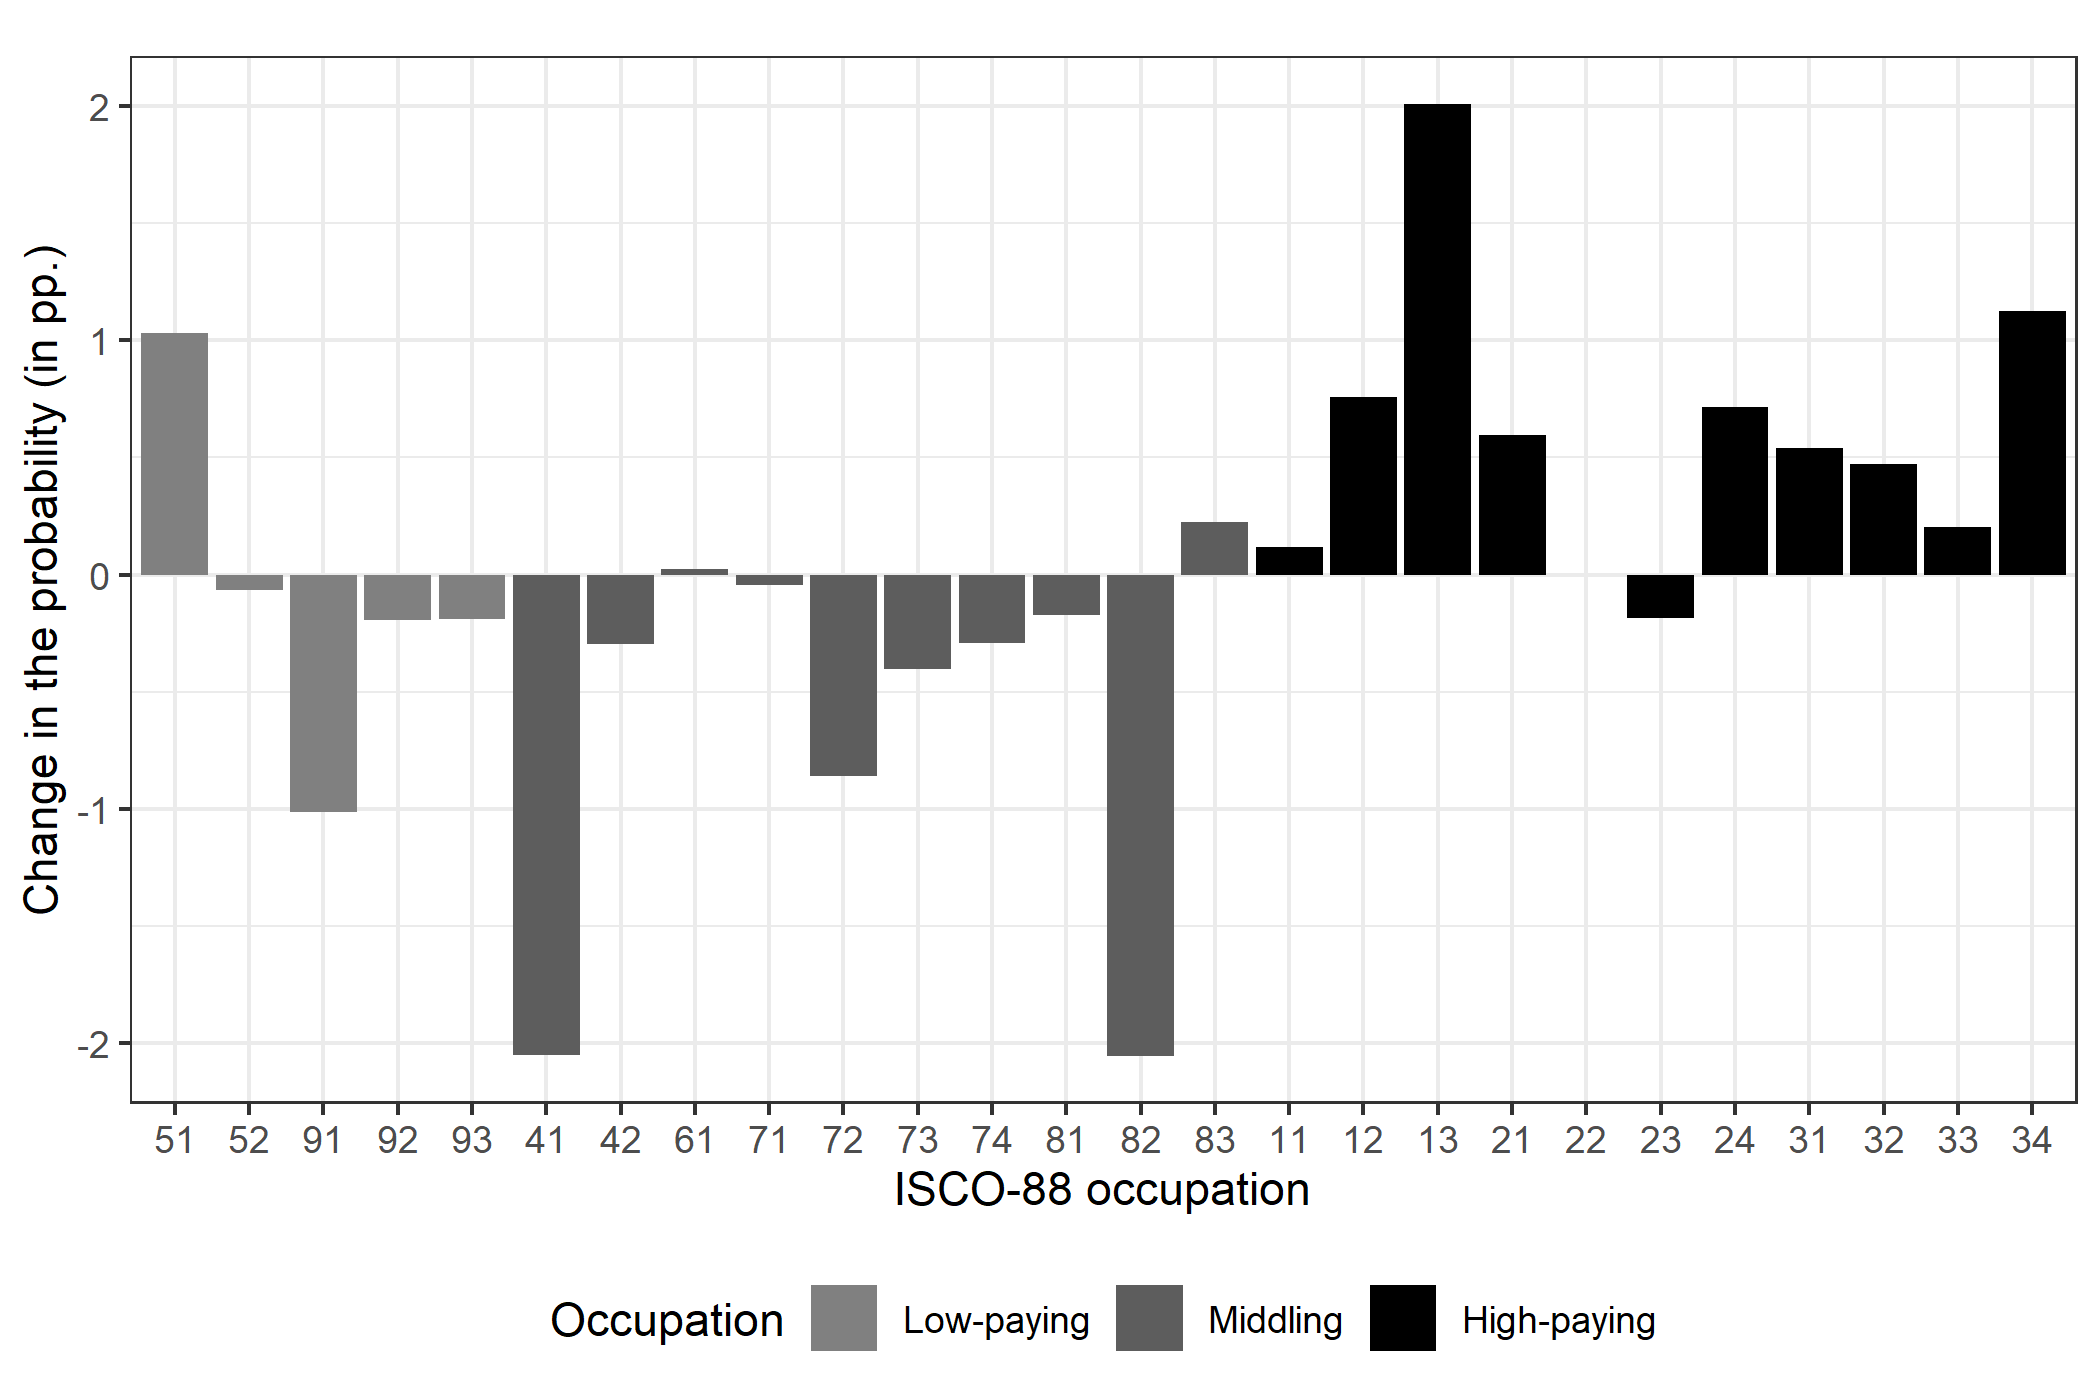 Change in the probability (in pp.)
2
1
0
-1
-2
51 52 91 92 93 41 42 61 71 72 73 74 81 82 83 11 12 13 21 22 23 24 31 32 33 34
ISCO-88 occupation
Occupation Low-paying Middling High-paying